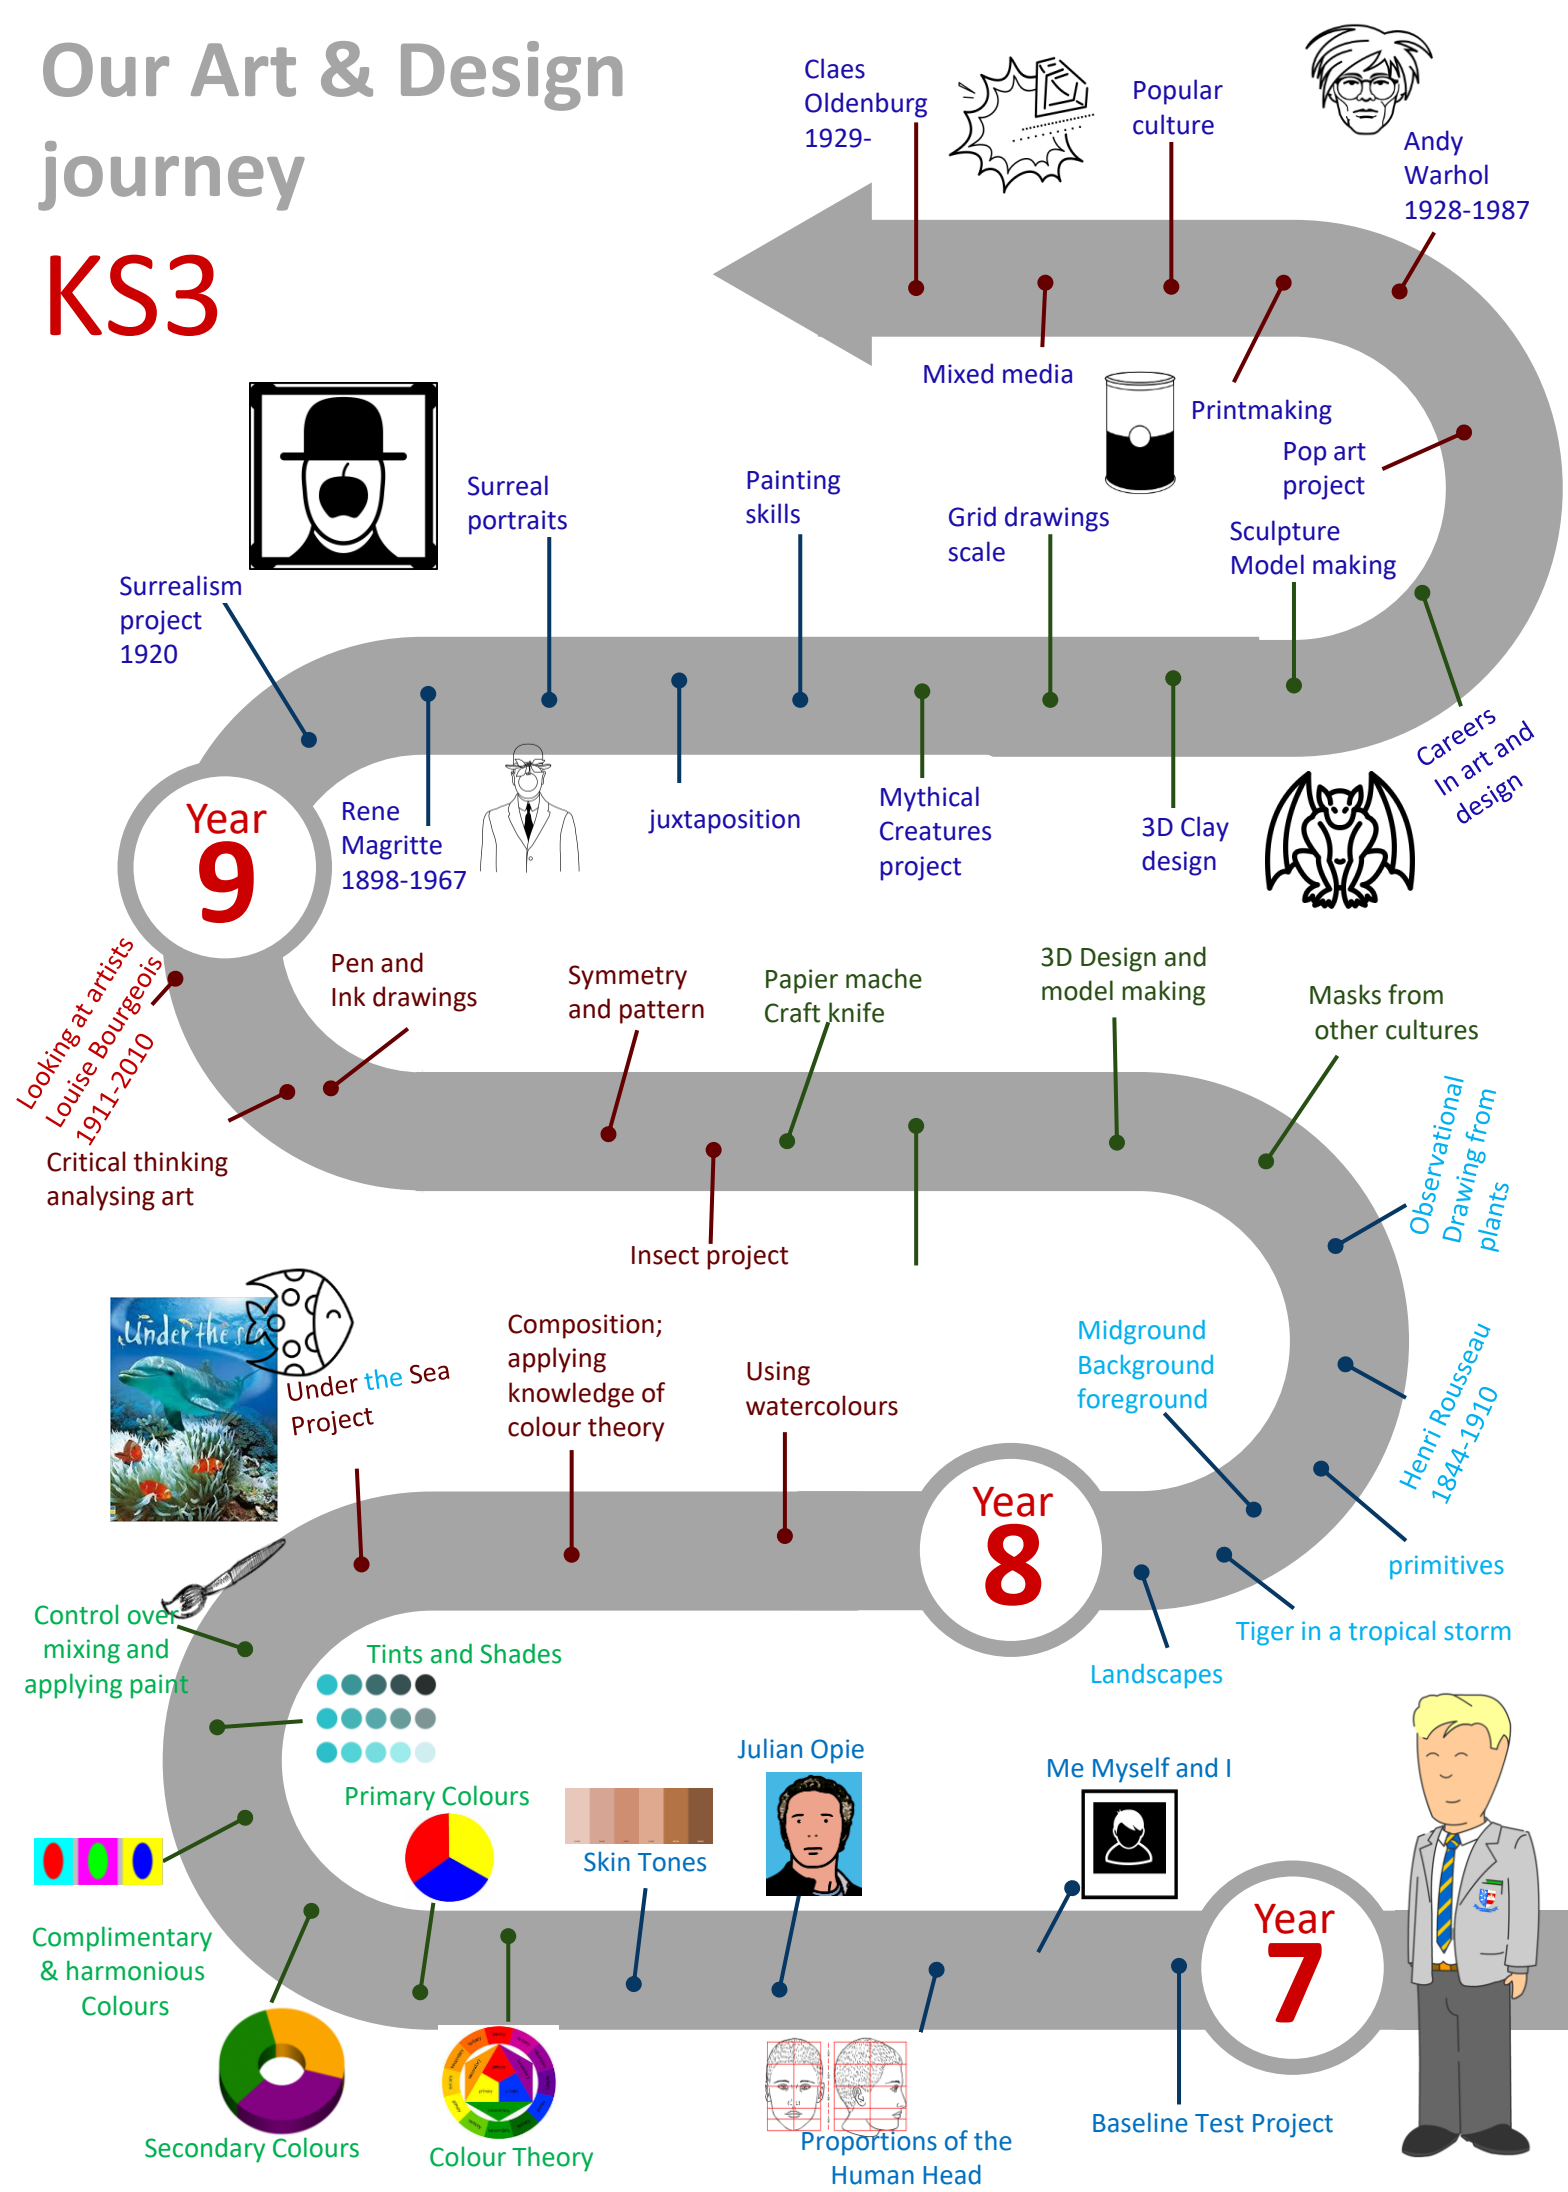 Our Art & Design
journey
KS3
Claes
Oldenburg
1929-
Popular
culture
Andy
Warhol
1928-1987
Mixed media
Printmaking
Pop art
project
Surreal
portraits
Painting
skills
Grid drawings
scale
Sculpture
Model making
Surrealism
project
1920
Careers
In art and
design
Year
9
Rene
Magritte
1898-1967
juxtaposition
Mythical
Creatures
project
3D Clay
design
Looking at artists
Louise Bourgeois
1911-2010
Pen and
Ink drawings
Symmetry
and pattern
Papier mache
Craft knife
3D Design and
model making
Masks from
other cultures
Critical thinking
analysing art
Observational
Drawing from
plants
Insect project
Under the sea
Under the Sea
Project
Composition;
applying
knowledge of
colour theory
Using
watercolours
Midground
Background
foreground
Henri Rousseau
1844-1910
Year
8
primitives
Tiger in a tropical storm
Landscapes
Control over
mixing and
applying paint
Tints and Shades
Primary Colours
Skin Tones
Julian Opie
Me Myself and I
Year
7
Complimentary
& harmonious
Colours
Secondary Colours
Colour Theory
Proportions of the
Human Head
Baseline Test Project